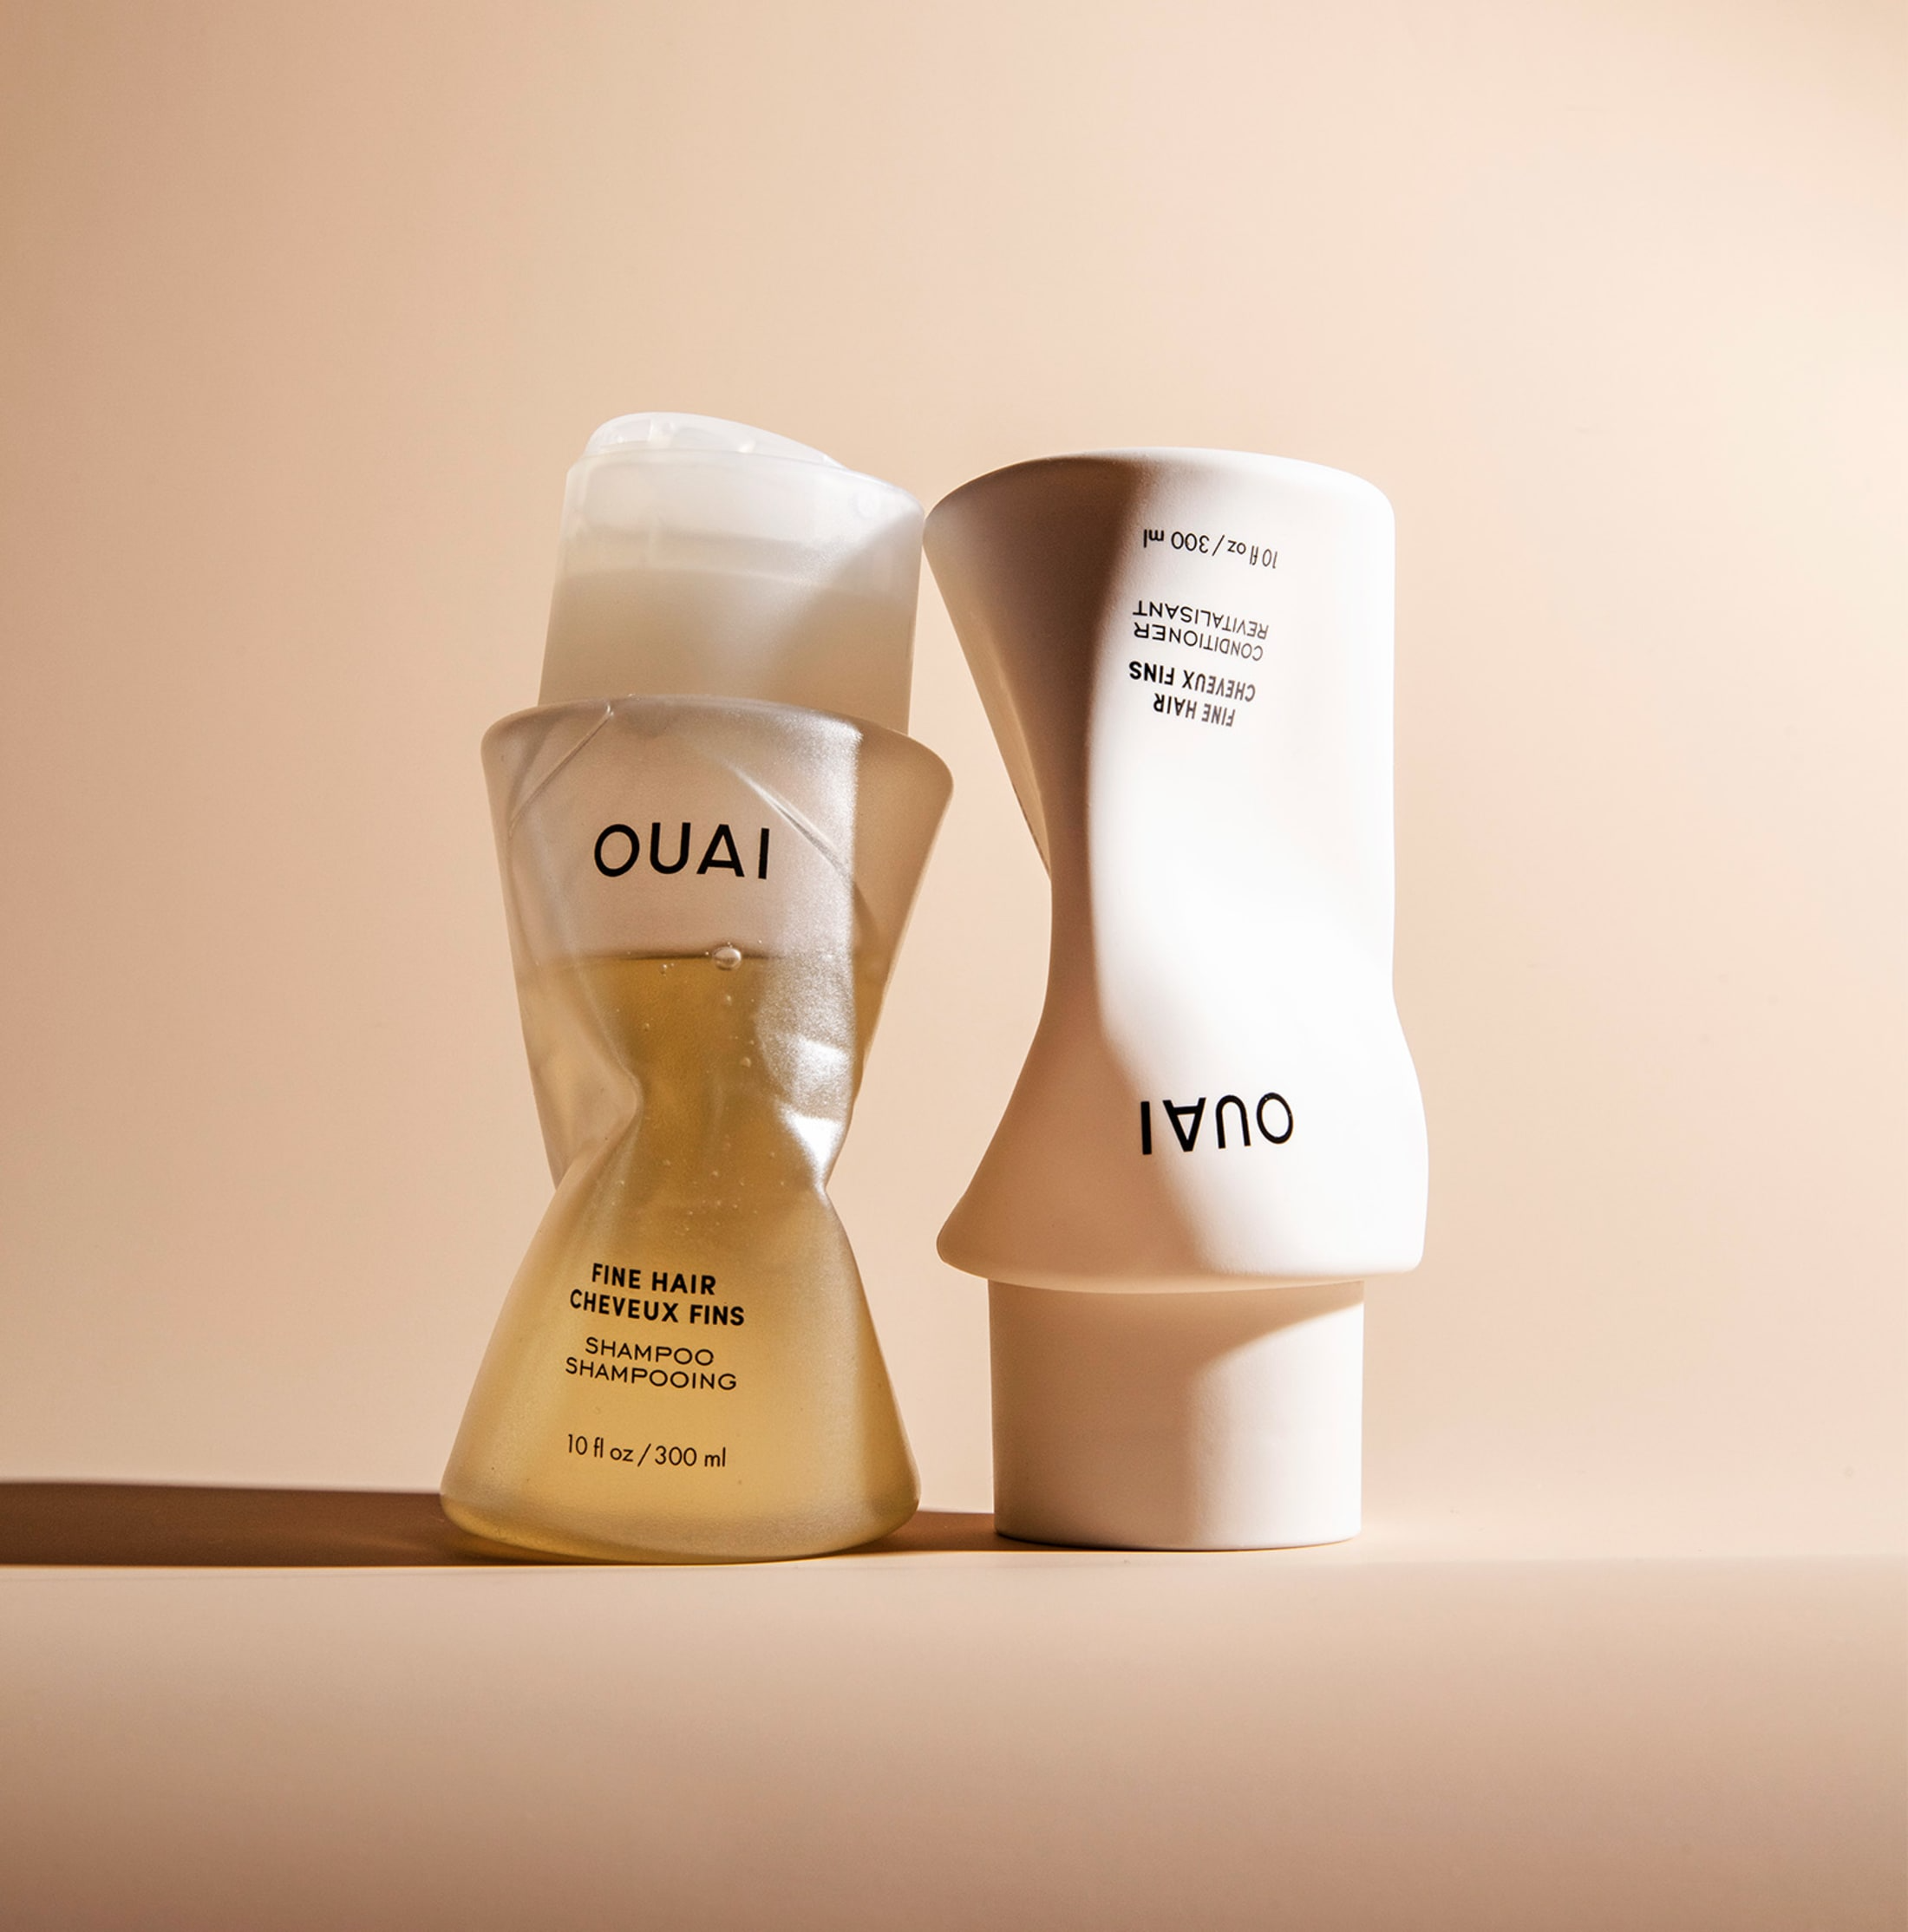 OUAI
FINE HAIR
CHEVEUX FINS
SHAMPOO
SHAMPOOING
10 fl oz / 300 ml
OUAI
FINE HAIR
CHEVEUX FINS
CONDITIONER
REVITALISANT
10 fl oz / 300 ml